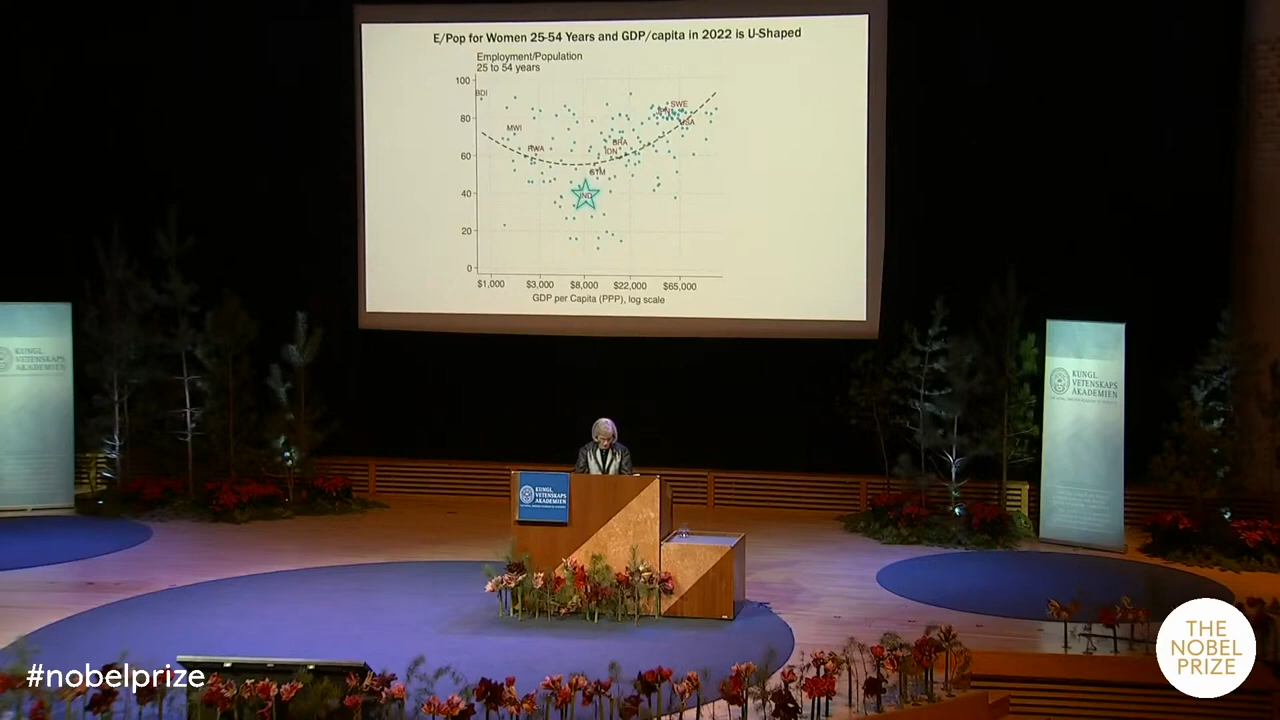 E/Pop for Women 25-54 Years and GDP/capita in 2022 is U-Shaped
Employment/Population
25 to 54 years
100
80
60
40
20
0
BDI
MWI
RWA
SWE
USA
BRA
IDN
GTM
IND
$1,000
$3,000
$8,000
$22,000
$65,000
GDP per Capita (PPP), log scale
KUNGL.
VETENSKAPS
AKADEMIEN
KUNGL.
VETENSKAPS
AKADEMIEN
KUNGL.
VETENSKAPS
AKADEMIEN
#nobelprize
THE
NOBEL
PRIZE